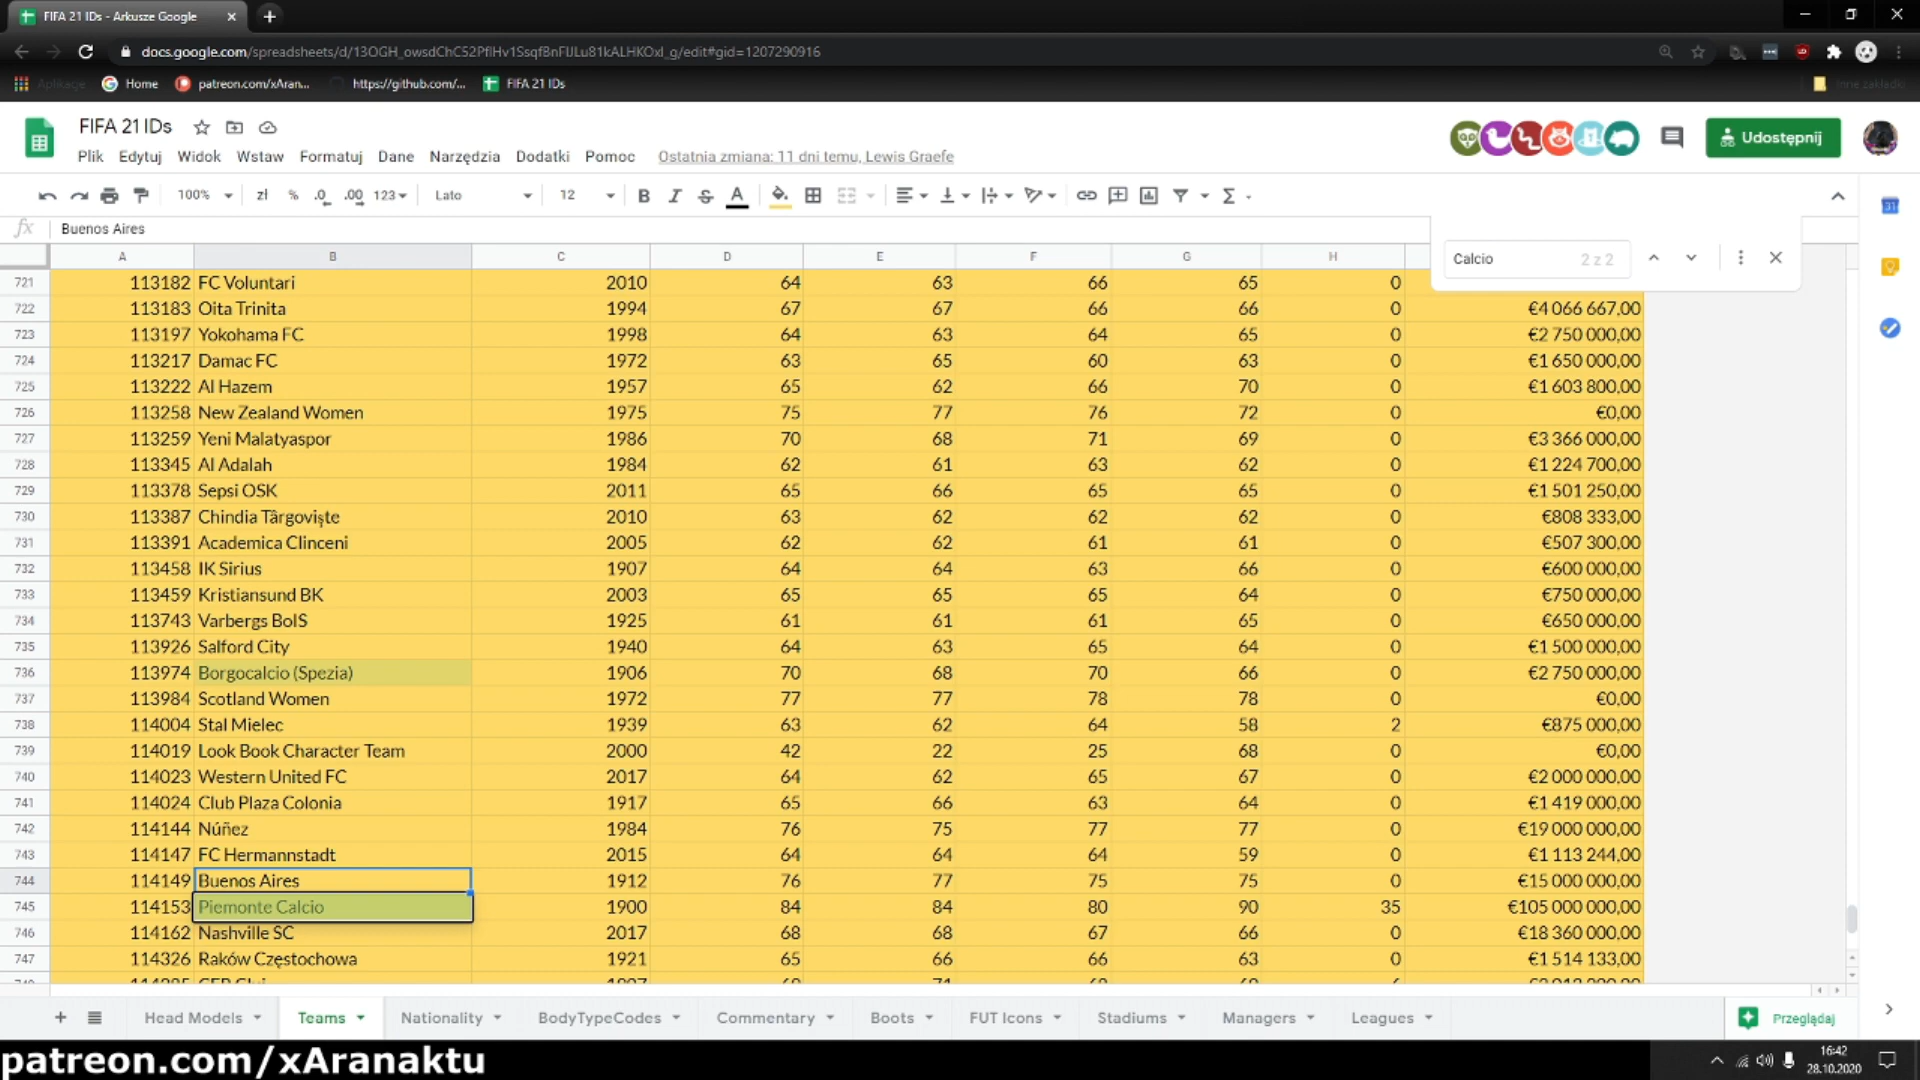 FIFA 21 IDs - Arkusze Google
docs.google.com/spreadsheets/d/13OGH_owsdChC52PflHv1SsqfBnFlJLu81kALHKOxl_g/edit#gid=1207290916
Aplikacje Home patreon.com/xAran... https://github.com/... FIFA 21 IDs Inne zakładki
FIFA 21 IDs
Udostępnij
Plik Edytuj Widok Wstaw Formatuj Dane Narzędzia Dodatki Pomoc Ostatnia zmiana: 11 dni temu, Lewis Graefe
100% zł % .0 .00 123 Lato 12 B I S A Σ
fx Buenos Aires
Calcio 2 z 2
A B C D E F G H
721 113182 FC Voluntari 2010 64 63 66 65 0
722 113183 Oita Trinita 1994 67 67 66 66 0 €4 066 667,00
723 113197 Yokohama FC 1998 64 63 64 65 0 €2 750 000,00
724 113217 Damac FC 1972 63 65 60 63 0 €1 650 000,00
725 113222 Al Hazem 1957 65 62 66 70 0 €1 603 800,00
726 113258 New Zealand Women 1975 75 77 76 72 0 €0,00
727 113259 Yeni Malatyaspor 1986 70 68 71 69 0 €3 366 000,00
728 113345 Al Adalah 1984 62 61 63 62 0 €1 224 700,00
729 113378 Sepsi OSK 2011 65 66 65 65 0 €1 501 250,00
730 113387 Chindia Târgovişte 2010 63 62 62 62 0 €808 333,00
731 113391 Academica Clinceni 2005 62 62 61 61 0 €507 300,00
732 113458 IK Sirius 1907 64 64 63 66 0 €600 000,00
733 113459 Kristiansund BK 2003 65 65 65 64 0 €750 000,00
734 113743 Varbergs BoIS 1925 61 61 61 65 0 €650 000,00
735 113926 Salford City 1940 64 63 65 64 0 €1 500 000,00
736 113974 Borgocalcio (Spezia) 1906 70 68 70 66 0 €2 750 000,00
737 113984 Scotland Women 1972 77 77 78 78 0 €0,00
738 114004 Stal Mielec 1939 63 62 64 58 2 €875 000,00
739 114019 Look Book Character Team 2000 42 22 25 68 0 €0,00
740 114023 Western United FC 2017 64 62 65 67 0 €2 000 000,00
741 114024 Club Plaza Colonia 1917 65 66 63 64 0 €1 419 000,00
742 114144 Núñez 1984 76 75 77 77 0 €19 000 000,00
743 114147 FC Hermannstadt 2015 64 64 64 59 0 €1 113 244,00
744 114149 Buenos Aires 1912 76 77 75 75 0 €15 000 000,00
745 114153 Piemonte Calcio 1900 84 84 80 90 35 €105 000 000,00
746 114162 Nashville SC 2017 68 68 67 66 0 €18 360 000,00
747 114326 Raków Częstochowa 1921 65 66 66 63 0 €1 514 133,00
Head Models Teams Nationality BodyTypeCodes Commentary Boots FUT Icons Stadiums Managers Leagues Przeglądaj
patreon.com/xAranaktu
16:42
28.10.2020